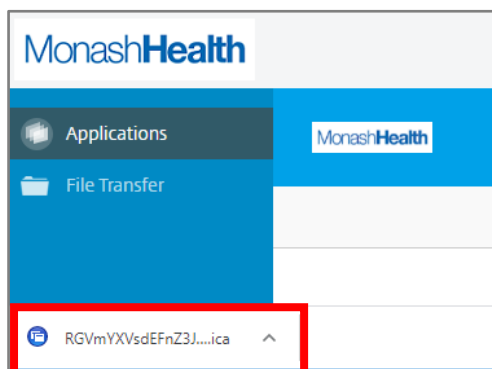 MonashHealth
Applications
MonashHealth
File Transfer
RGVmYXVsdEFnZ3J....ica